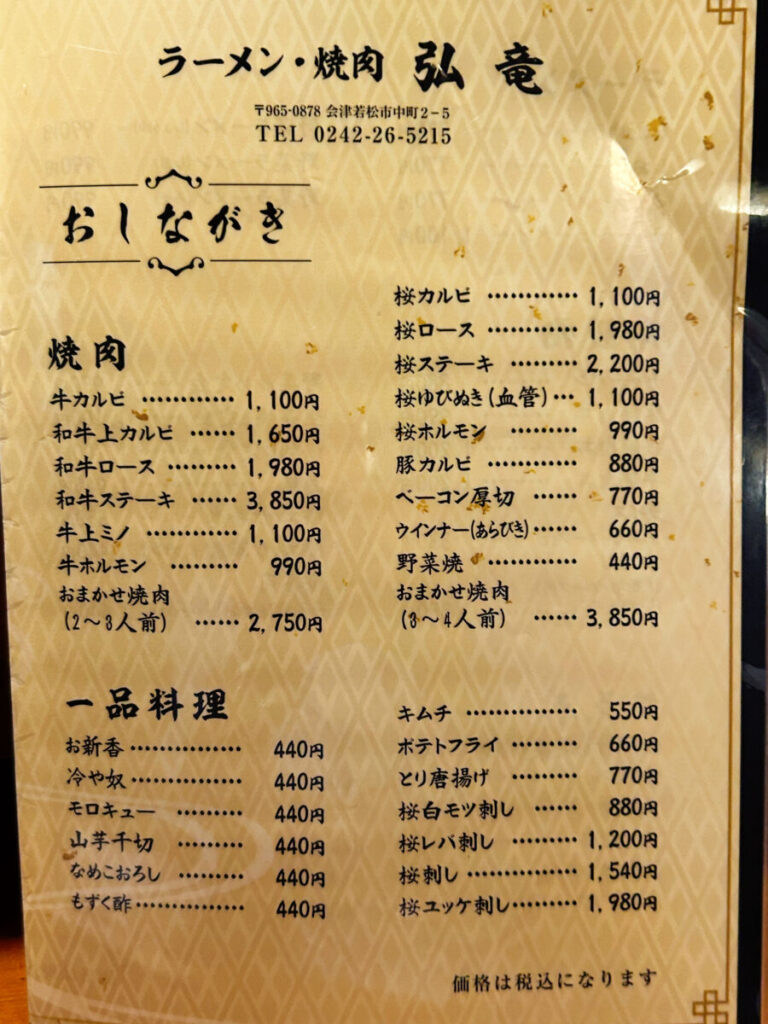 ラーメン・焼肉 弘竜
〒965-0878 会津若松市中町2-5
TEL 0242-26-5215
おしながき
焼肉
牛カルビ ………… 1,100円
和牛上カルビ …… 1,650円
和牛ロース ……… 1,980円
和牛ステーキ …… 3,850円
牛上ミノ ………… 1,100円
牛ホルモン ……… 990円
おまかせ焼肉
(2〜3人前) …… 2,750円
桜カルビ ………… 1,100円
桜ロース ………… 1,980円
桜ステーキ ……… 2,200円
桜ゆびぬき(血管)… 1,100円
桜ホルモン ……… 990円
豚カルビ ………… 880円
ベーコン厚切 …… 770円
ウインナー(あらびき)…… 660円
野菜焼 ………… 440円
おまかせ焼肉
(3〜4人前) …… 3,850円
一品料理
お新香…………… 440円
冷や奴…………… 440円
モロキュー ……… 440円
山芋千切 ……… 440円
なめこおろし ……… 440円
もずく酢…………… 440円
キムチ …………… 550円
ポテトフライ ……… 660円
とり唐揚げ ……… 770円
桜白モツ刺し …… 880円
桜レバ刺し ……… 1,200円
桜刺し …………… 1,540円
桜ユッケ刺し……… 1,980円
価格は税込になります